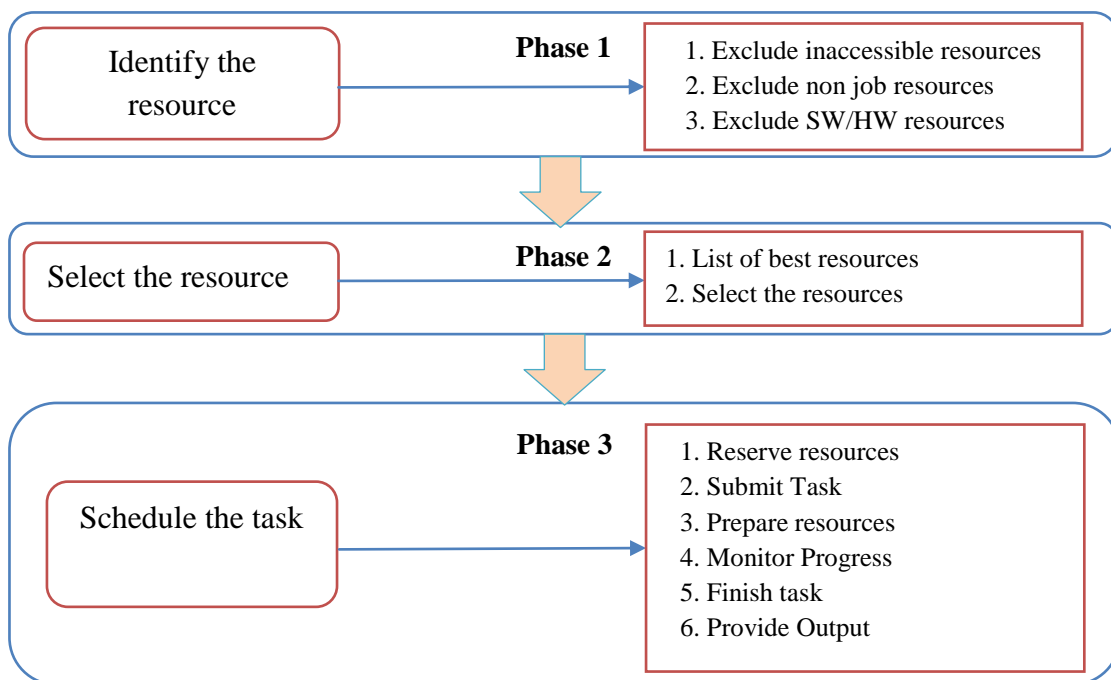 Phase 1
Identify the
resource
1. Exclude inaccessible resources
2. Exclude non job resources
3. Exclude SW/HW resources
Phase 2
Select the resource
1. List of best resources
2. Select the resources
Phase 3
Schedule the task
1. Reserve resources
2. Submit Task
3. Prepare resources
4. Monitor Progress
5. Finish task
6. Provide Output